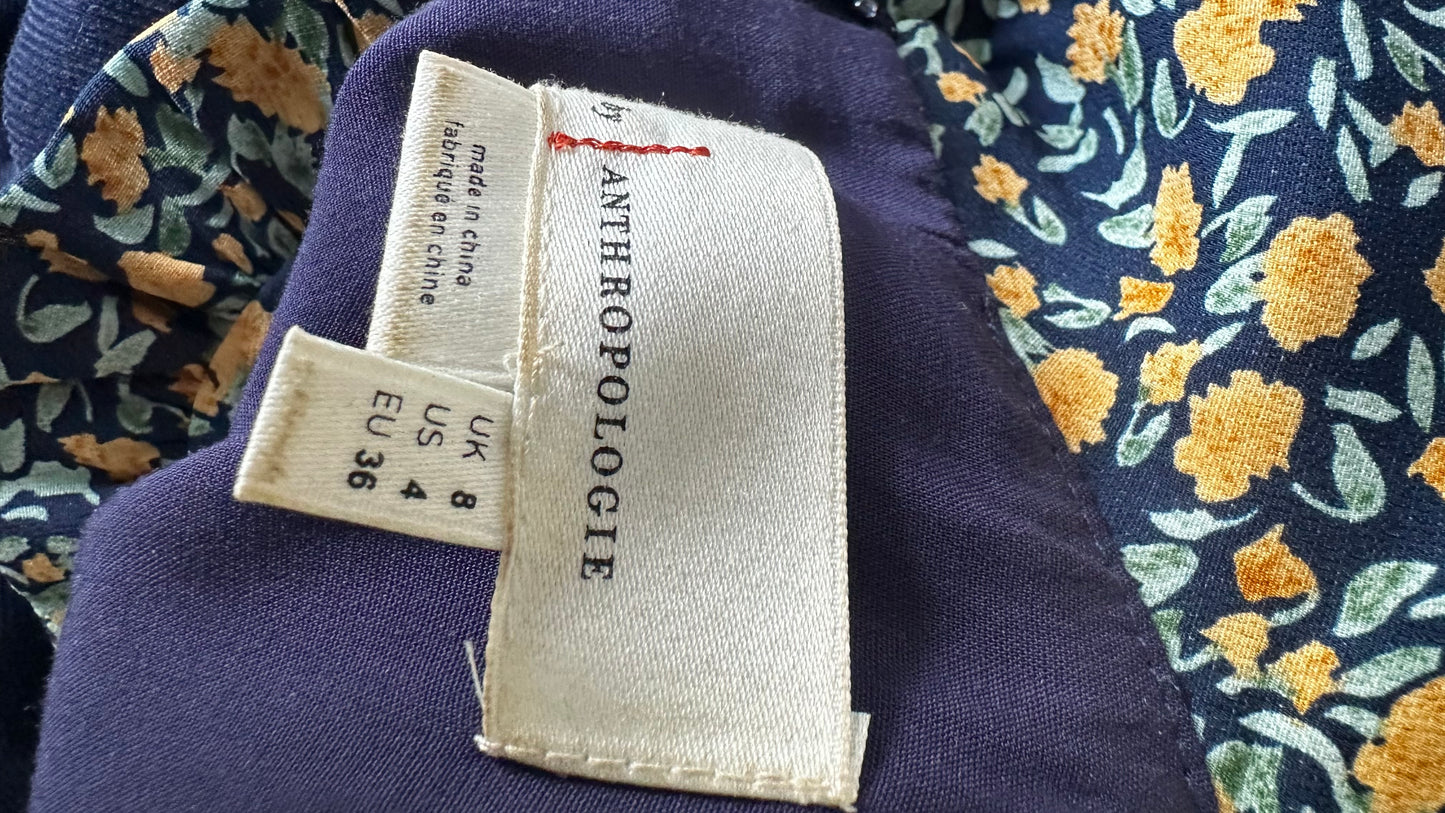 by
ANTHROPOLOGIE
made in china
fabriqué en chine
UK 8
US 4
EU 36